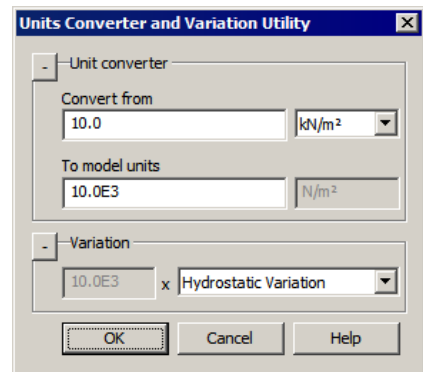 Units Converter and Variation Utility
- Unit converter
Convert from
10.0 kN/m²
To model units
10.0E3 N/m²
- Variation
10.0E3 x Hydrostatic Variation
OK Cancel Help